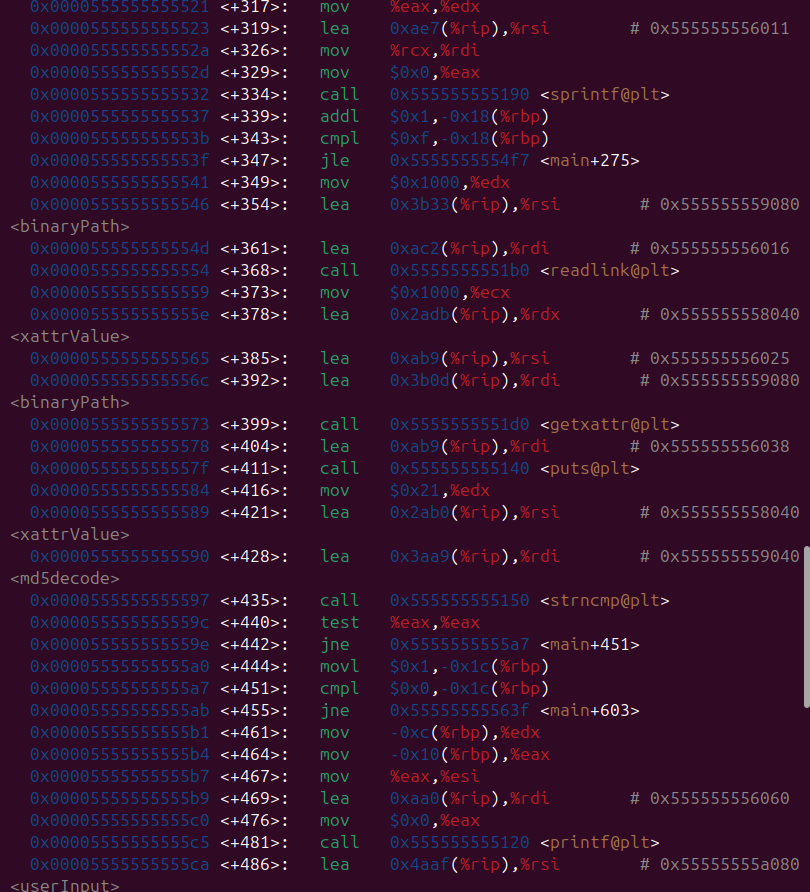 0x0000555555555521 <+317>: mov %eax,%edx
0x0000555555555523 <+319>: lea 0xae7(%rip),%rsi # 0x555555556011
0x000055555555552a <+326>: mov %rcx,%rdi
0x000055555555552d <+329>: mov $0x0,%eax
0x0000555555555532 <+334>: call 0x555555555190 <sprintf@plt>
0x0000555555555537 <+339>: addl $0x1,-0x18(%rbp)
0x000055555555553b <+343>: cmpl $0xf,-0x18(%rbp)
0x000055555555553f <+347>: jle 0x5555555554f7 <main+275>
0x0000555555555541 <+349>: mov $0x1000,%edx
0x0000555555555546 <+354>: lea 0x3b33(%rip),%rsi # 0x555555559080
<binaryPath>
0x000055555555554d <+361>: lea 0xac2(%rip),%rdi # 0x555555556016
0x0000555555555554 <+368>: call 0x5555555551b0 <readlink@plt>
0x0000555555555559 <+373>: mov $0x1000,%ecx
0x000055555555555e <+378>: lea 0x2adb(%rip),%rdx # 0x555555558040
<xattrValue>
0x0000555555555565 <+385>: lea 0xab9(%rip),%rsi # 0x555555556025
0x000055555555556c <+392>: lea 0x3b0d(%rip),%rdi # 0x555555559080
<binaryPath>
0x0000555555555573 <+399>: call 0x5555555551d0 <getxattr@plt>
0x0000555555555578 <+404>: lea 0xab9(%rip),%rdi # 0x555555556038
0x000055555555557f <+411>: call 0x555555555140 <puts@plt>
0x0000555555555584 <+416>: mov $0x21,%edx
0x0000555555555589 <+421>: lea 0x2ab0(%rip),%rsi # 0x555555558040
<xattrValue>
0x0000555555555590 <+428>: lea 0x3aa9(%rip),%rdi # 0x555555559040
<md5decode>
0x0000555555555597 <+435>: call 0x555555555150 <strncmp@plt>
0x000055555555559c <+440>: test %eax,%eax
0x000055555555559e <+442>: jne 0x5555555555a7 <main+451>
0x00005555555555a0 <+444>: movl $0x1,-0x1c(%rbp)
0x00005555555555a7 <+451>: cmpl $0x0,-0x1c(%rbp)
0x00005555555555ab <+455>: jne 0x55555555563f <main+603>
0x00005555555555b1 <+461>: mov -0xc(%rbp),%edx
0x00005555555555b4 <+464>: mov -0x10(%rbp),%eax
0x00005555555555b7 <+467>: mov %eax,%esi
0x00005555555555b9 <+469>: lea 0xaa0(%rip),%rdi # 0x555555556060
0x00005555555555c0 <+476>: mov $0x0,%eax
0x00005555555555c5 <+481>: call 0x555555555120 <printf@plt>
0x00005555555555ca <+486>: lea 0x4aaf(%rip),%rsi # 0x55555555a080
<userInput>